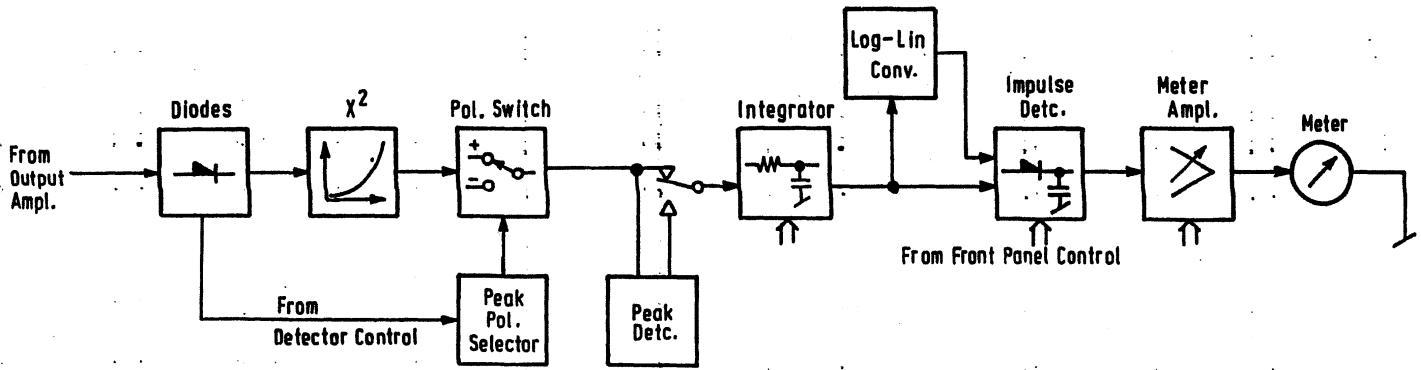 Log-Lin
Conv.
Diodes
X²
Pol. Switch
Integrator
Impulse
Detc.
Meter
Ampl.
Meter
From
Output
Ampl.
+
-
From Front Panel Control
From
Detector Control
Peak
Pol.
Selector
Peak
Detc.